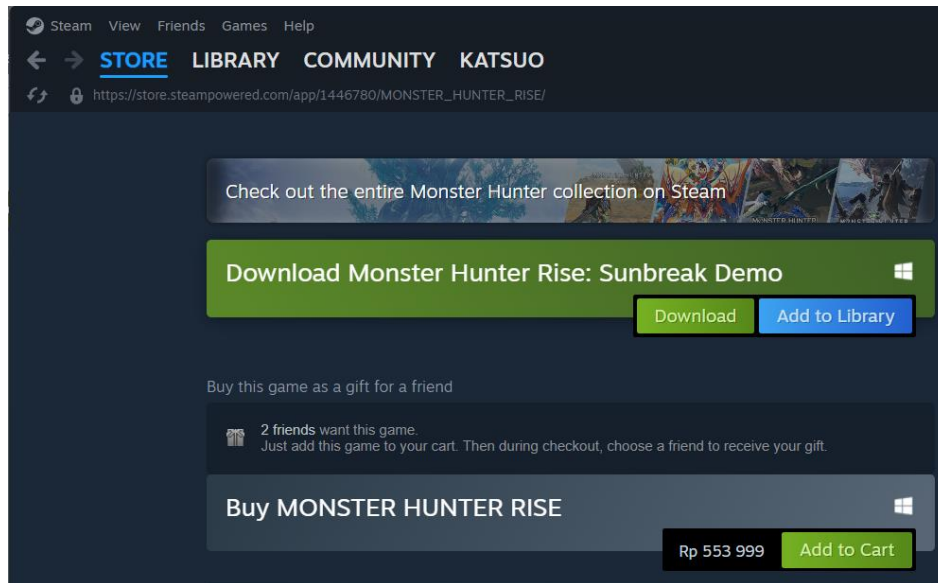 Steam View Friends Games Help
STORE LIBRARY COMMUNITY KATSUO
https://store.steampowered.com/app/1446780/MONSTER_HUNTER_RISE/
Check out the entire Monster Hunter collection on Steam
MONSTER HUNTER
Download Monster Hunter Rise: Sunbreak Demo
Download Add to Library
Buy this game as a gift for a friend
2 friends want this game.
Just add this game to your cart. Then during checkout, choose a friend to receive your gift.
Buy MONSTER HUNTER RISE
Rp 553 999 Add to Cart